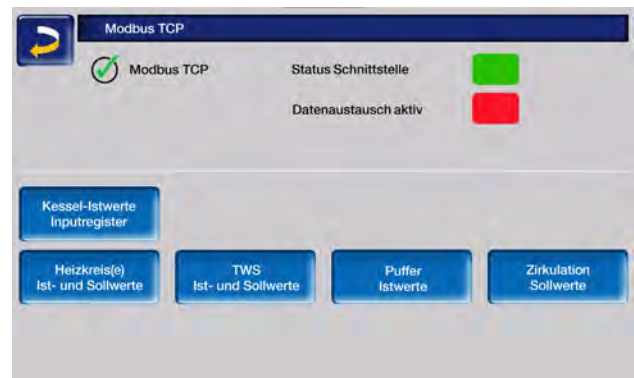 Modbus TCP
Modbus TCP
Status Schnittstelle
Datenaustausch aktiv
Kessel-Istwerte
Inputregister
Heizkreis(e)
Ist- und Sollwerte
TWS
Ist- und Sollwerte
Puffer
Istwerte
Zirkulation
Sollwerte